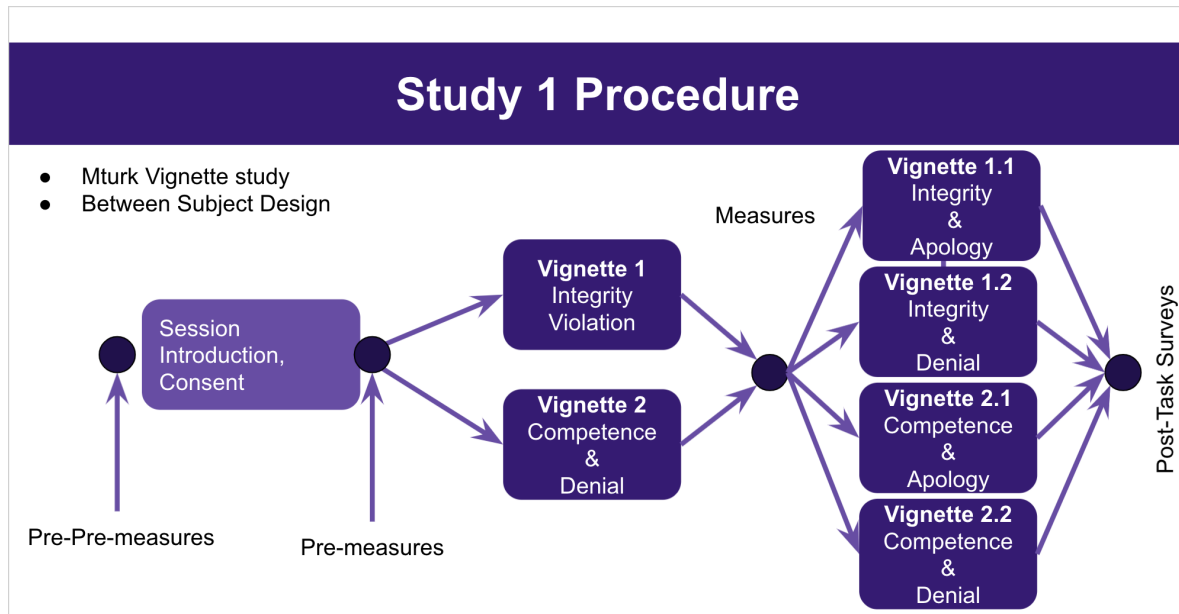 Study 1 Procedure
● Mturk Vignette study
● Between Subject Design
Pre-Pre-measures
Session
Introduction,
Consent
Pre-measures
Vignette 1
Integrity
Violation
Vignette 2
Competence
&
Denial
Measures
Vignette 1.1
Integrity
&
Apology
Vignette 1.2
Integrity
&
Denial
Vignette 2.1
Competence
&
Apology
Vignette 2.2
Competence
&
Denial
Post-Task Surveys